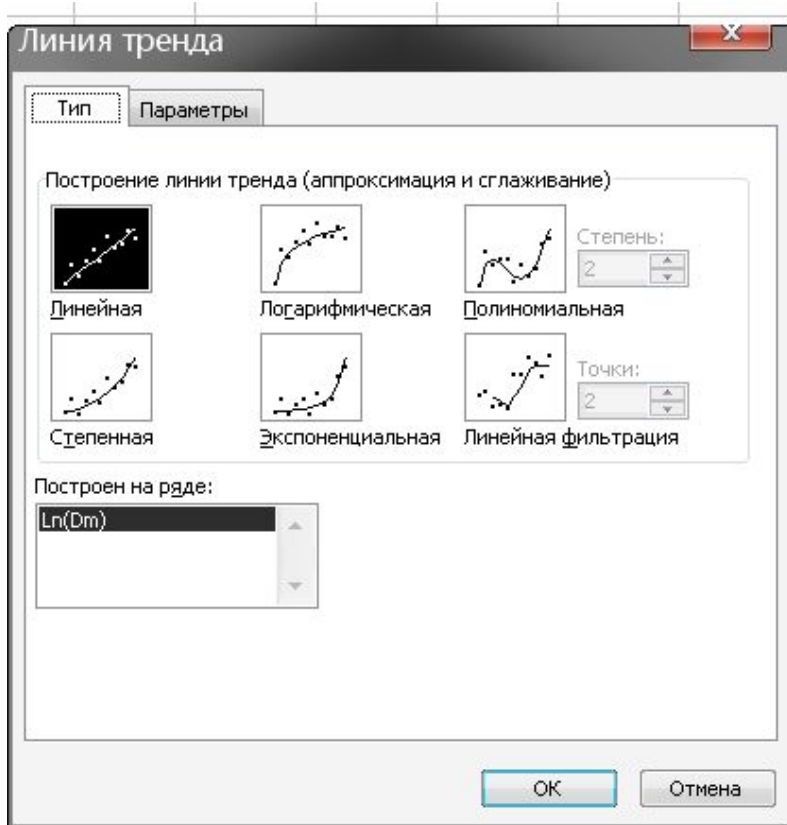 Линия тренда
Тип Параметры
Построение линии тренда (аппроксимация и сглаживание)
Степень:
2
Линейная Логарифмическая Полиномиальная
Точки:
2
Степенная Экспоненциальная Линейная фильтрация
Построен на ряде:
Ln(Dm)
ОК Отмена